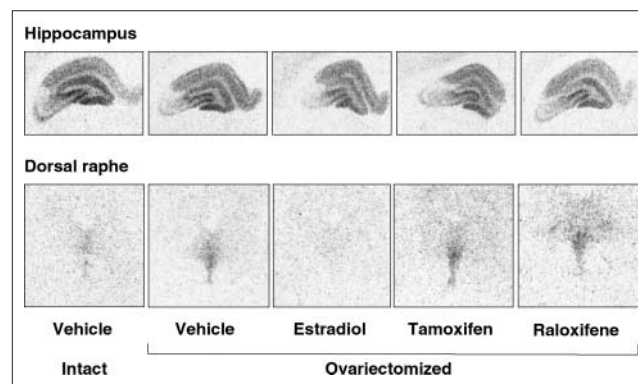 Hippocampus
Dorsal raphe
Vehicle Vehicle Estradiol Tamoxifen Raloxifene
Intact Ovariectomized